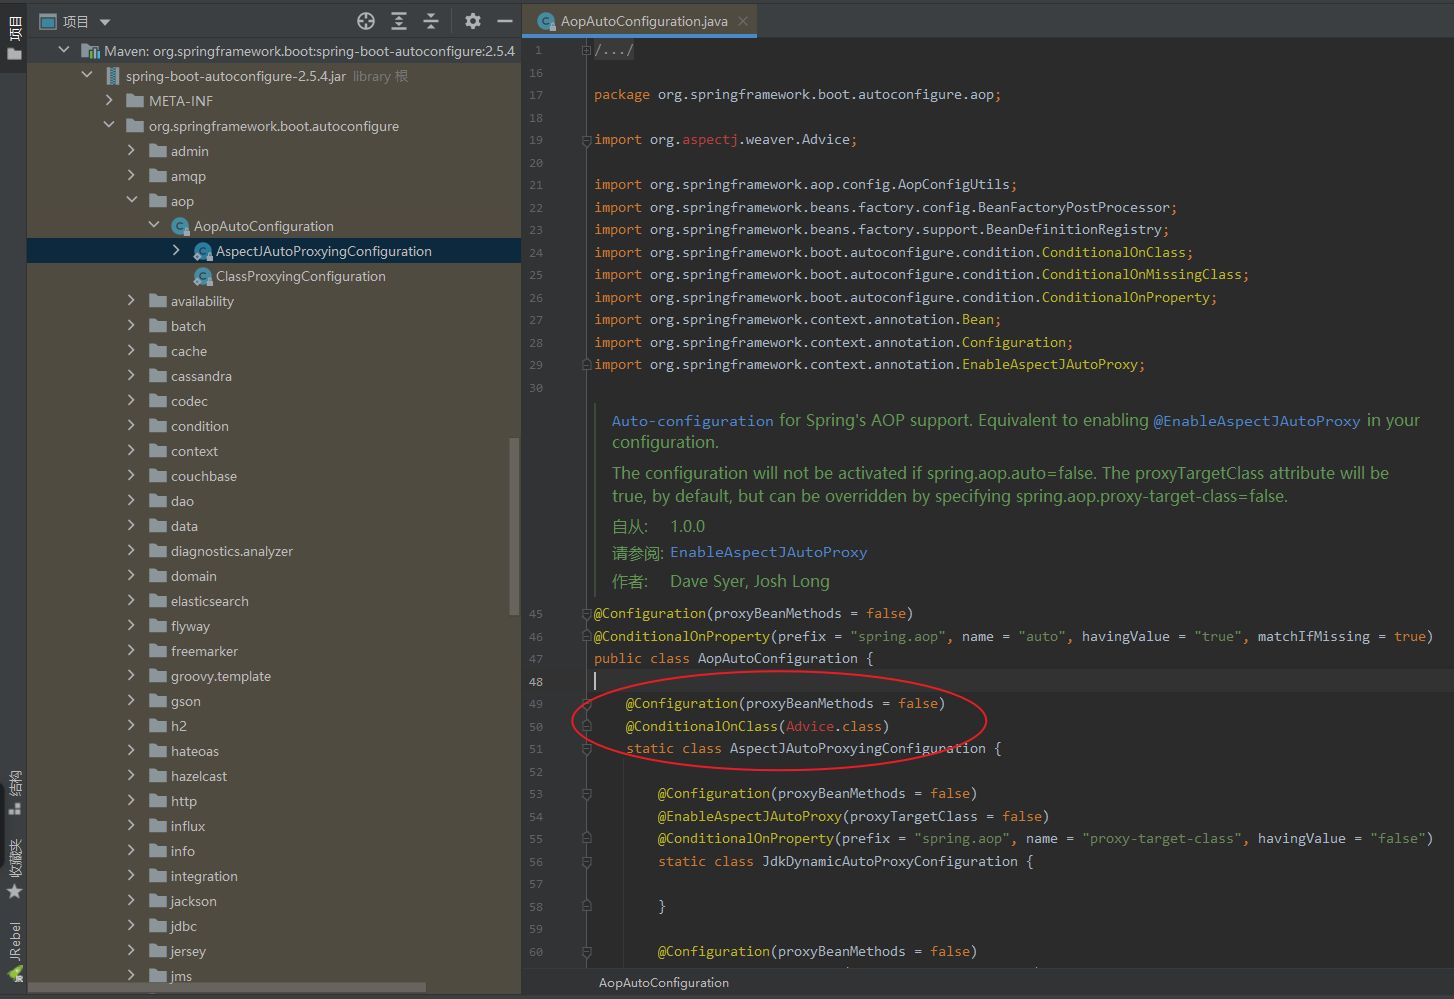 项目
结构
收藏夹
JRebel
项目
Maven: org.springframework.boot:spring-boot-autoconfigure:2.5.4
spring-boot-autoconfigure-2.5.4.jar library 根
META-INF
org.springframework.boot.autoconfigure
admin
amqp
aop
AopAutoConfiguration
AspectJAutoProxyingConfiguration
ClassProxyingConfiguration
availability
batch
cache
cassandra
codec
condition
context
couchbase
dao
data
diagnostics.analyzer
domain
elasticsearch
flyway
freemarker
groovy.template
gson
h2
hateoas
hazelcast
http
influx
info
integration
jackson
jdbc
jersey
jms
AopAutoConfiguration.java
1 /.../
16
17 package org.springframework.boot.autoconfigure.aop;
18
19 import org.aspectj.weaver.Advice;
20
21 import org.springframework.aop.config.AopConfigUtils;
22 import org.springframework.beans.factory.config.BeanFactoryPostProcessor;
23 import org.springframework.beans.factory.support.BeanDefinitionRegistry;
24 import org.springframework.boot.autoconfigure.condition.ConditionalOnClass;
25 import org.springframework.boot.autoconfigure.condition.ConditionalOnMissingClass;
26 import org.springframework.boot.autoconfigure.condition.ConditionalOnProperty;
27 import org.springframework.context.annotation.Bean;
28 import org.springframework.context.annotation.Configuration;
29 import org.springframework.context.annotation.EnableAspectJAutoProxy;
30
Auto-configuration for Spring's AOP support. Equivalent to enabling @EnableAspectJAutoProxy in your
configuration.
The configuration will not be activated if spring.aop.auto=false. The proxyTargetClass attribute will be
true, by default, but can be overridden by specifying spring.aop.proxy-target-class=false.
自从: 1.0.0
请参阅: EnableAspectJAutoProxy
作者: Dave Syer, Josh Long
45 @Configuration(proxyBeanMethods = false)
46 @ConditionalOnProperty(prefix = "spring.aop", name = "auto", havingValue = "true", matchIfMissing = true)
47 public class AopAutoConfiguration {
48
49 @Configuration(proxyBeanMethods = false)
50 @ConditionalOnClass(Advice.class)
51 static class AspectJAutoProxyingConfiguration {
52
53 @Configuration(proxyBeanMethods = false)
54 @EnableAspectJAutoProxy(proxyTargetClass = false)
55 @ConditionalOnProperty(prefix = "spring.aop", name = "proxy-target-class", havingValue = "false")
56 static class JdkDynamicAutoProxyConfiguration {
57
58 }
59
60 @Configuration(proxyBeanMethods = false)
AopAutoConfiguration